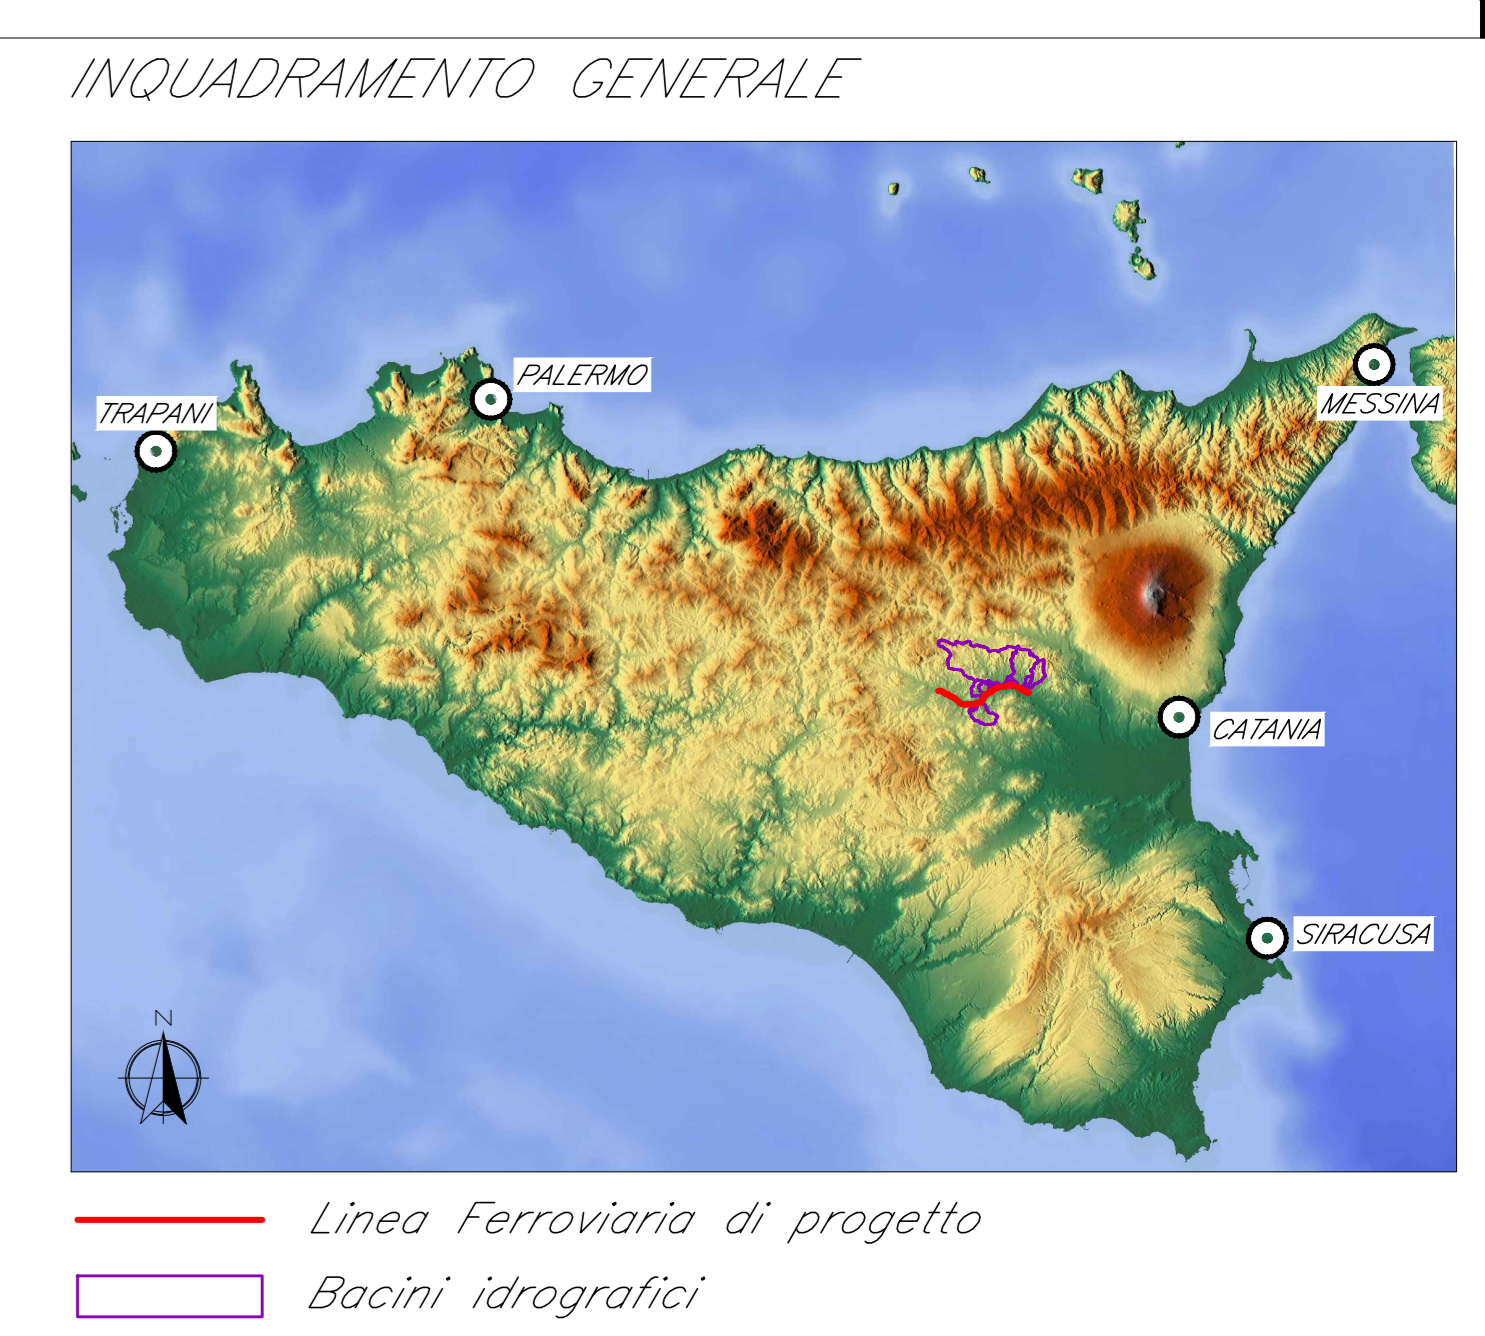 INQUADRAMENTO GENERALE
PALERMO
TRAPANI
MESSINA
CATANIA
SIRACUSA
N
Linea Ferroviaria di progetto
Bacini idrografici